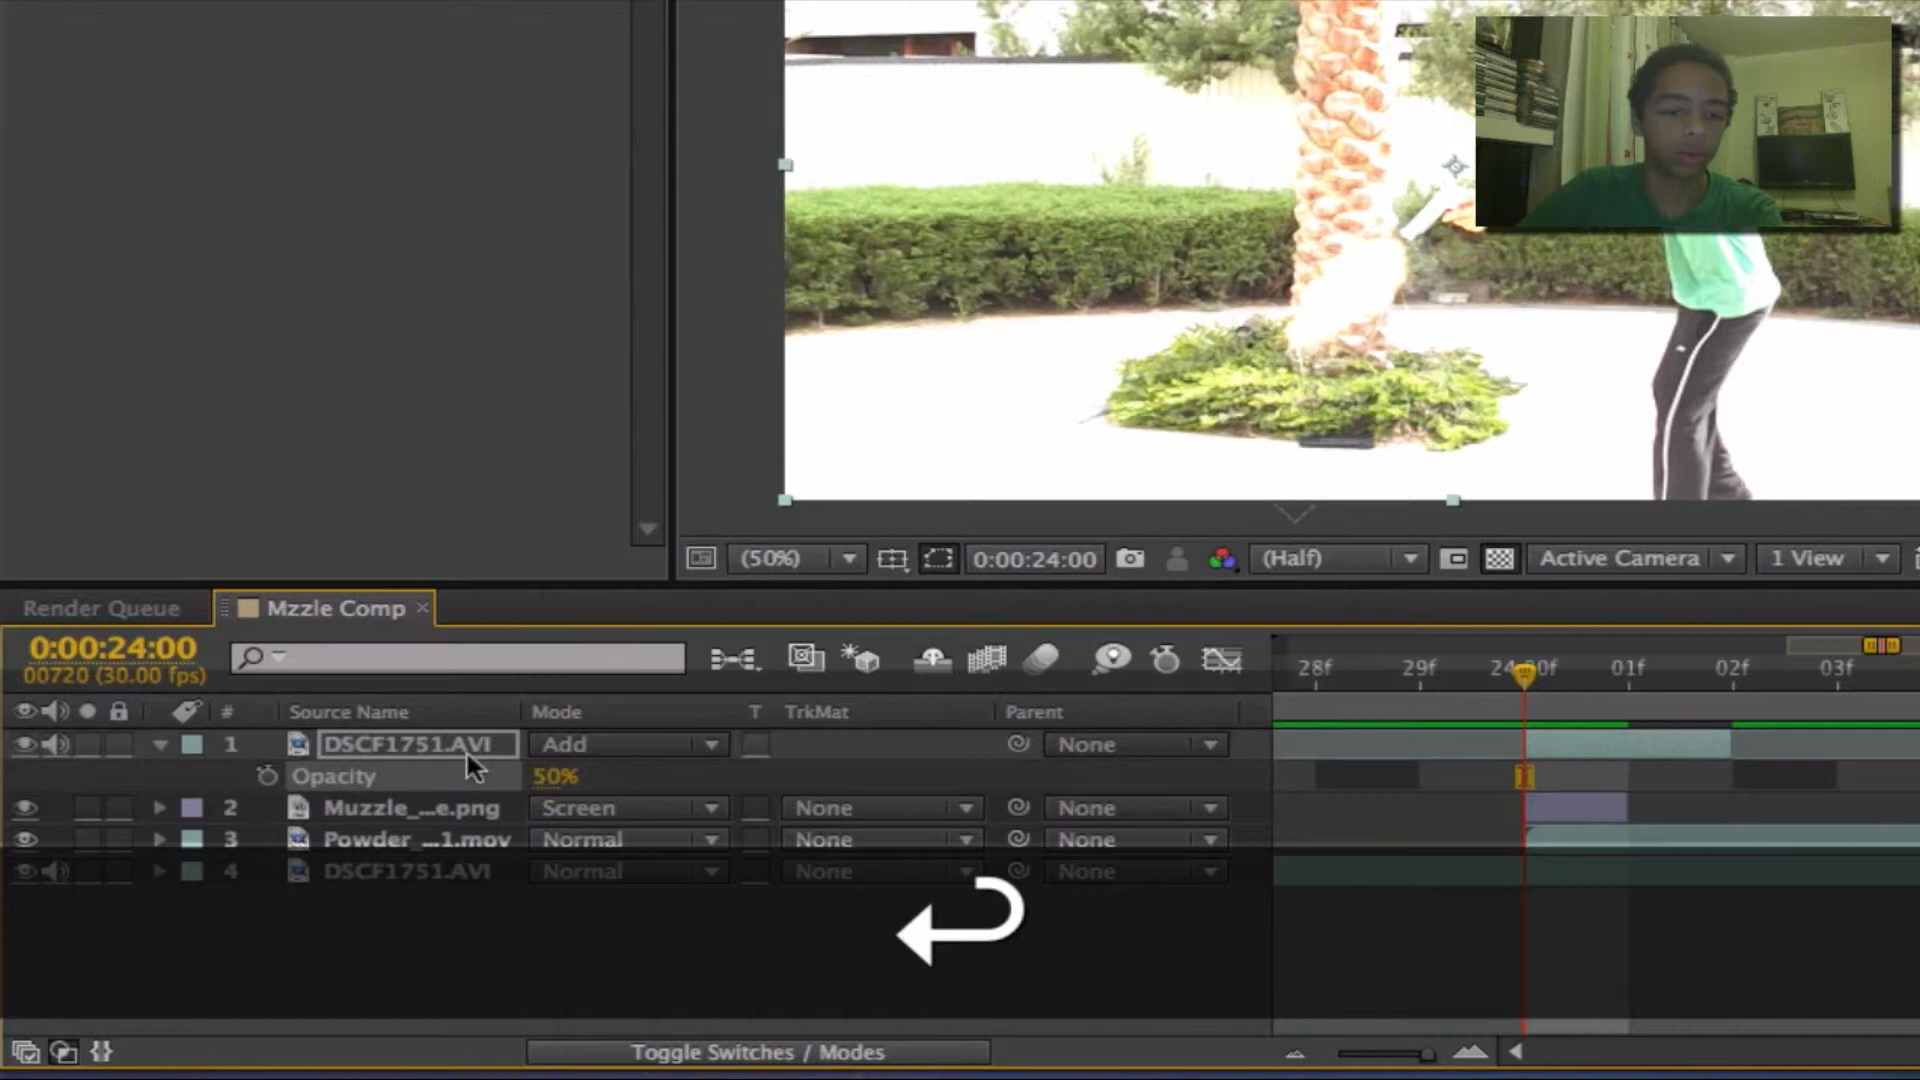 (50%) 0:00:24:00 (Half) Active Camera 1 View
Render Queue Mzzle Comp ×
0:00:24:00
00720 (30.00 fps)
28f 29f 01f 02f 03f
# Source Name Mode T TrkMat Parent
1 DSCF1751.AVI Add None
Opacity 50%
2 Muzzle_...e.png Screen None None
3 Powder_...1.mov Normal None None
4 DSCF1751.AVI Normal None None
Toggle Switches / Modes